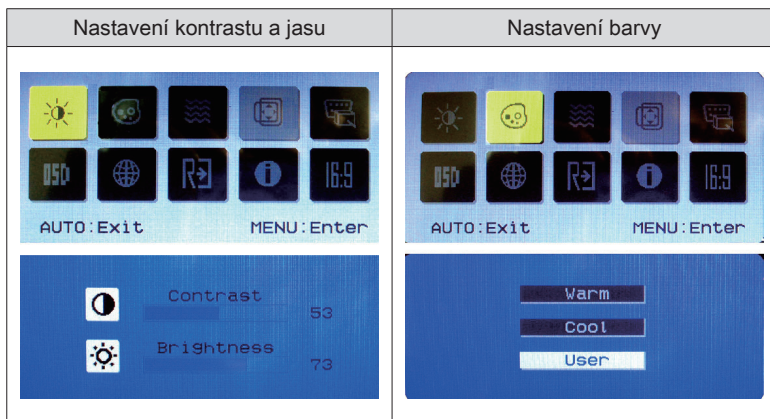 Nastavení kontrastu a jasu
Nastavení barvy
OSD
R
i
16:9
AUTO:Exit
MENU:Enter
Contrast
53
Brightness
73
OSD
R
i
16:9
AUTO:Exit
MENU:Enter
Warm
Cool
User